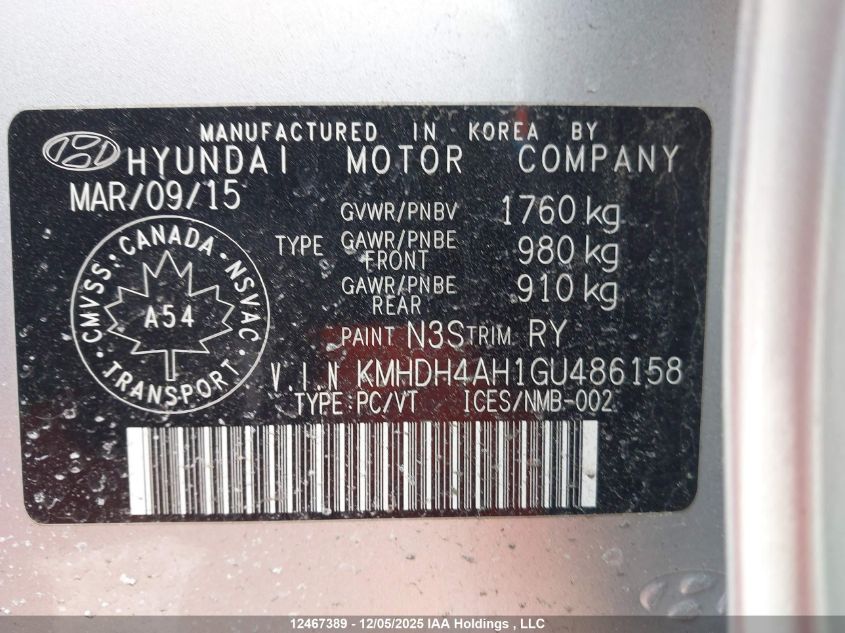 MANUFACTURED IN KOREA BY
HYUNDAI MOTOR COMPANY
MAR/09/15
GVWR/PNBV 1760 kg
TYPE GAWR/PNBE FRONT 980 kg
GAWR/PNBE REAR 910 kg
CMVSS · CANADA · NSVAC
A54
· TRANSPORT ·
PAINT N3S TRIM RY
V.I.N KMHDH4AH1GU486158
TYPE:PC/VT ICES/NMB-002
12467389 - 12/05/2025 IAA Holdings , LLC